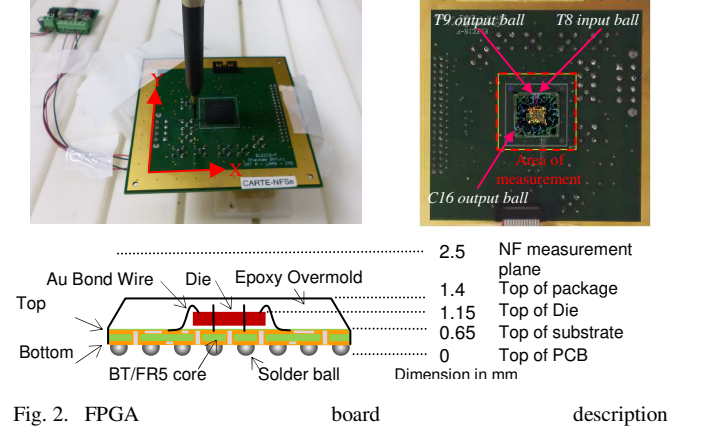 Y
X
CARTE-NFSe
T9 output ball
T8 input ball
Area of
measurement
C16 output ball
2.5 NF measurement
plane
Au Bond Wire
Die
Epoxy Overmold
1.4 Top of package
Top
1.15 Top of Die
0.65 Top of substrate
Bottom
0 Top of PCB
BT/FR5 core
Solder ball
Dimension in mm
Fig. 2. FPGA board description